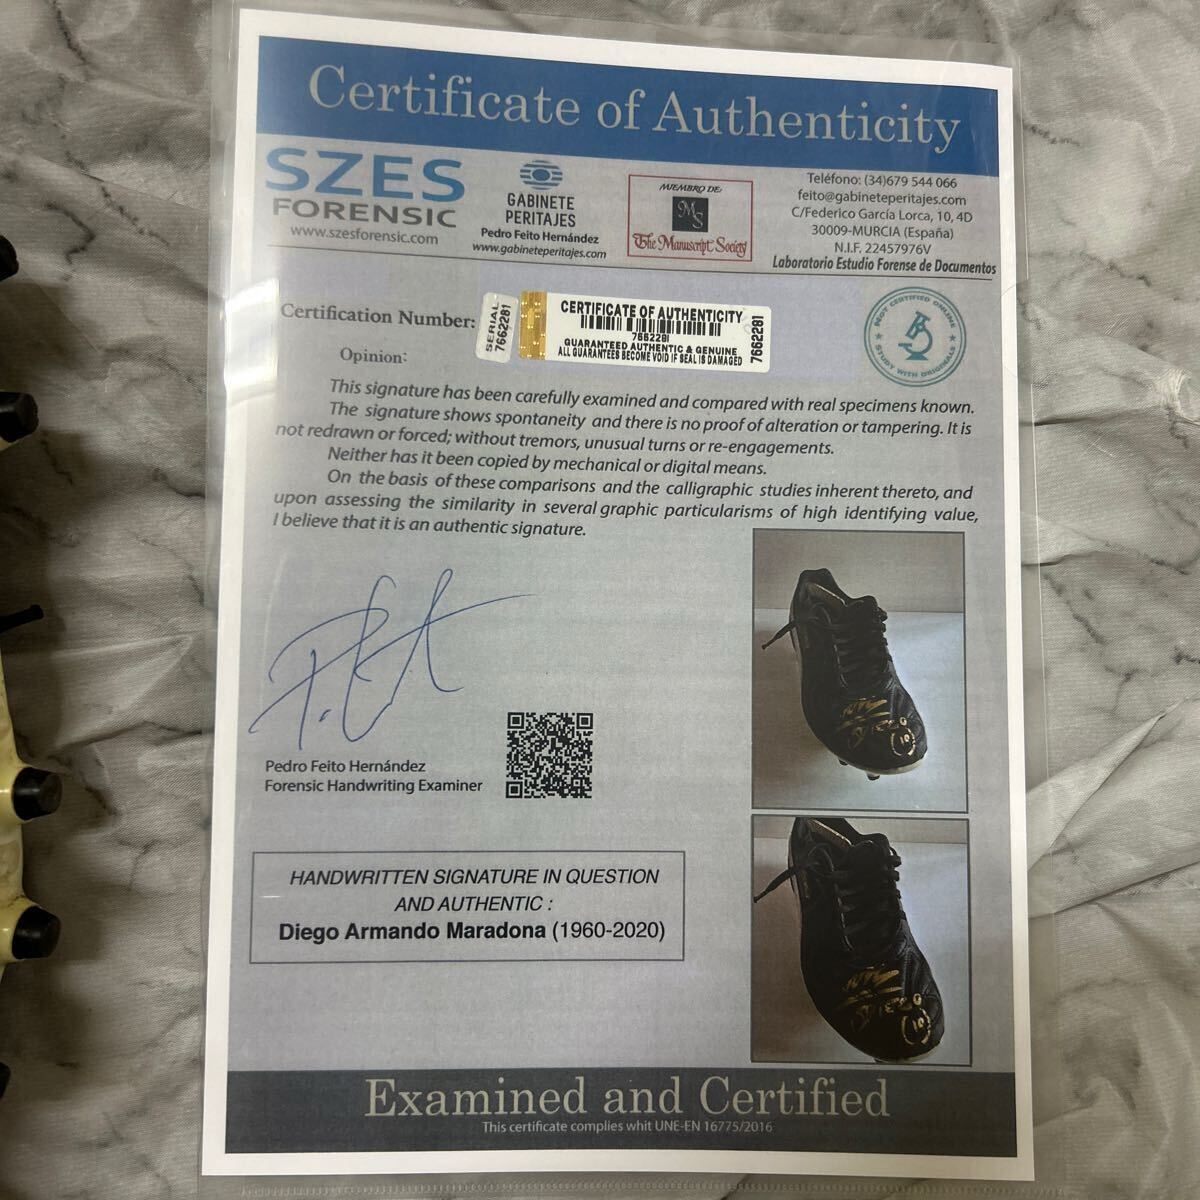 Certificate of Authenticity
SZES
FORENSIC
www.szesforensic.com
GABINETE
PERITAJES
Pedro Feito Hernández
www.gabineteperitajes.com
MIEMBRO DE:
MS
The Manuscript Society
Teléfono: (34)679 544 066
feito@gabineteperitajes.com
C/Federico García Lorca, 10, 4D
30009-MURCIA (España)
N.I.F. 22457976V
Laboratorio Estudio Forense de Documentos
Certification Number:
SERIAL
7662281
CERTIFICATE OF AUTHENTICITY
7662281
GUARANTEED AUTHENTIC & GENUINE
ALL GUARANTEES BECOME VOID IF SEAL IS DAMAGED
7662281
NOT CERTIFIED ONLINE
STUDY WITH ORIGINALS
Opinion:
This signature has been carefully examined and compared with real specimens known.
The signature shows spontaneity and there is no proof of alteration or tampering. It is
not redrawn or forced; without tremors, unusual turns or re-engagements.
Neither has it been copied by mechanical or digital means.
On the basis of these comparisons and the calligraphic studies inherent thereto, and
upon assessing the similarity in several graphic particularisms of high identifying value,
I believe that it is an authentic signature.
Pedro Feito Hernández
Forensic Handwriting Examiner
HANDWRITTEN SIGNATURE IN QUESTION
AND AUTHENTIC :
Diego Armando Maradona (1960-2020)
Examined and Certified
This certificate complies whit UNE-EN 16775/2016